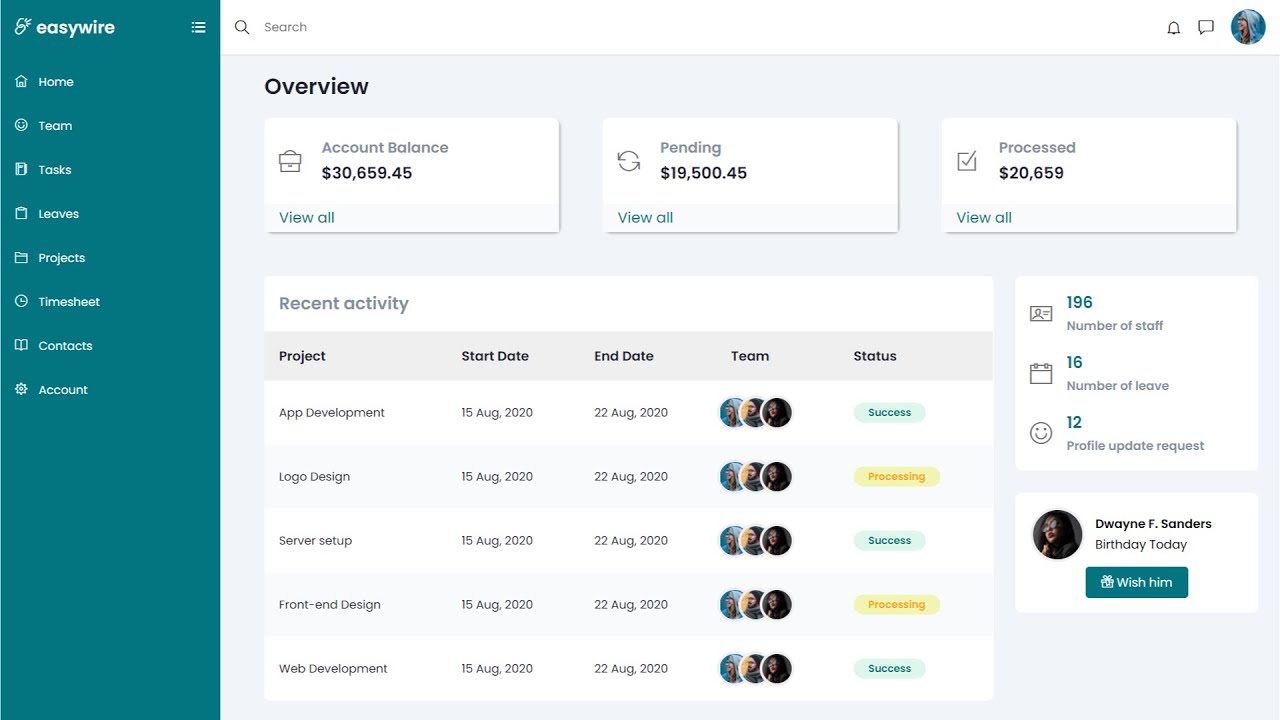 easywire
Search
Home
Team
Tasks
Leaves
Projects
Timesheet
Contacts
Account
Overview
Account Balance
$30,659.45
View all
Pending
$19,500.45
View all
Processed
$20,659
View all
Recent activity
Project Start Date End Date Team Status
App Development 15 Aug, 2020 22 Aug, 2020 Success
Logo Design 15 Aug, 2020 22 Aug, 2020 Processing
Server setup 15 Aug, 2020 22 Aug, 2020 Success
Front-end Design 15 Aug, 2020 22 Aug, 2020 Processing
Web Development 15 Aug, 2020 22 Aug, 2020 Success
196
Number of staff
16
Number of leave
12
Profile update request
Dwayne F. Sanders
Birthday Today
Wish him